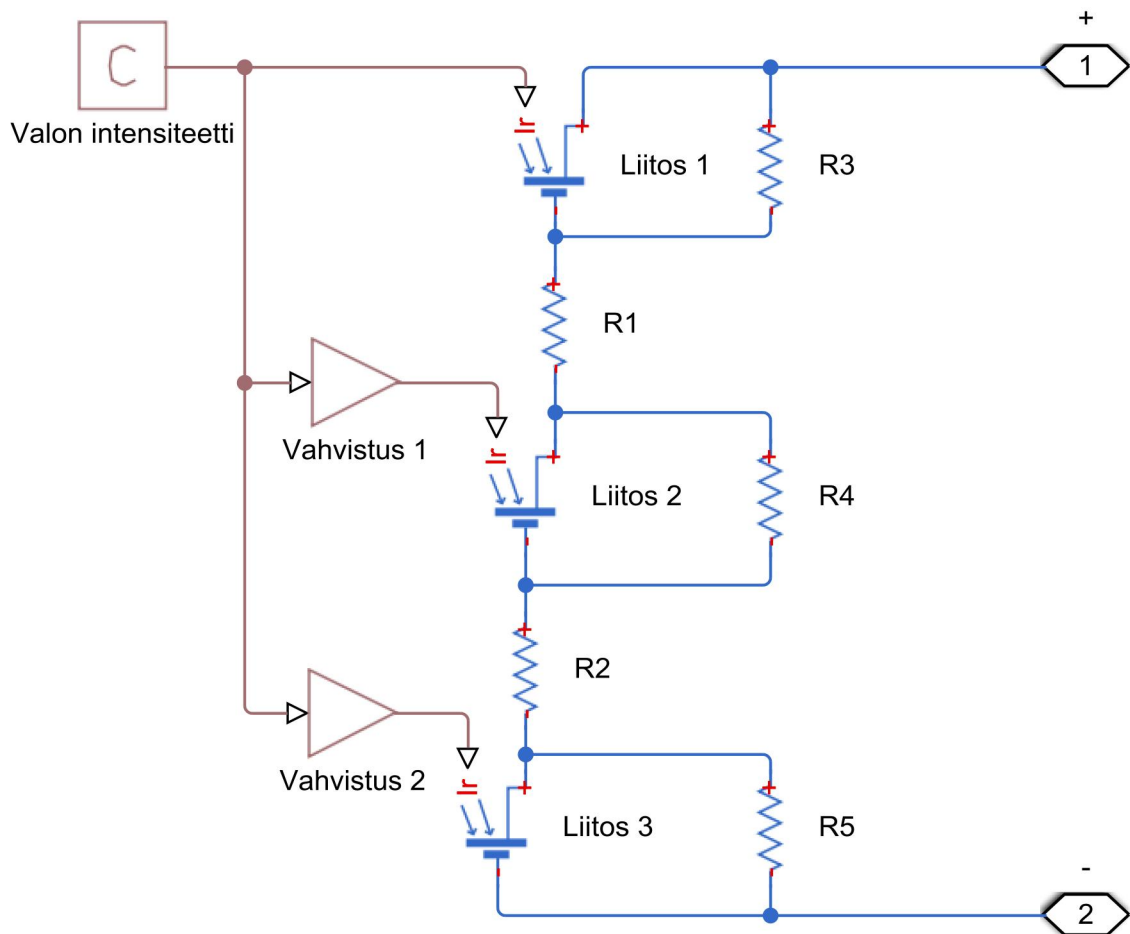 +
1
C
Valon intensiteetti
Ir
Liitos 1
R3
R1
Vahvistus 1
Ir
Liitos 2
R4
R2
Vahvistus 2
Ir
Liitos 3
R5
-
2